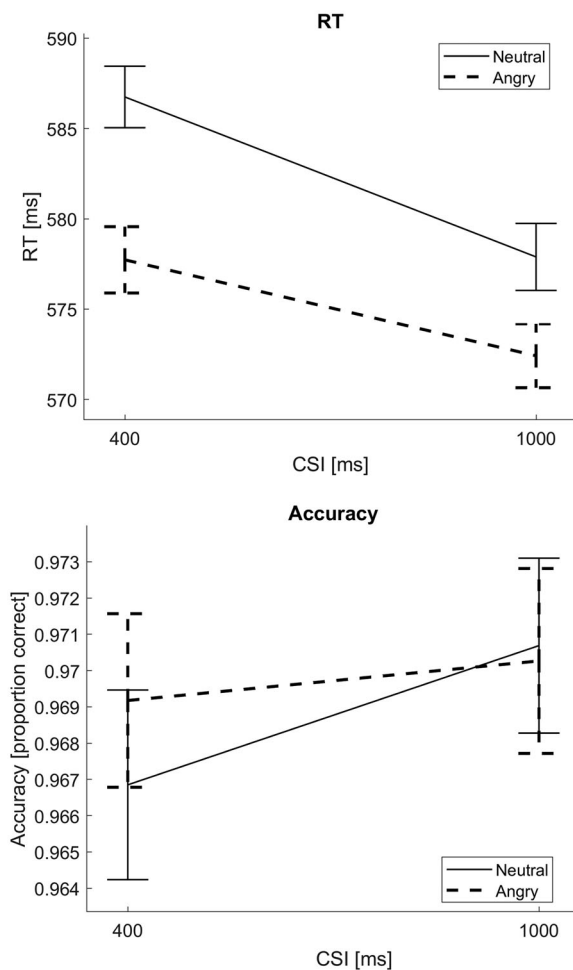 RT
590
585
580
575
570
RT [ms]
Neutral
Angry
400
1000
CSI [ms]
Accuracy
0.973
0.972
0.971
0.97
0.969
0.968
0.967
0.966
0.965
0.964
Accuracy [proportion correct]
Neutral
Angry
400
1000
CSI [ms]